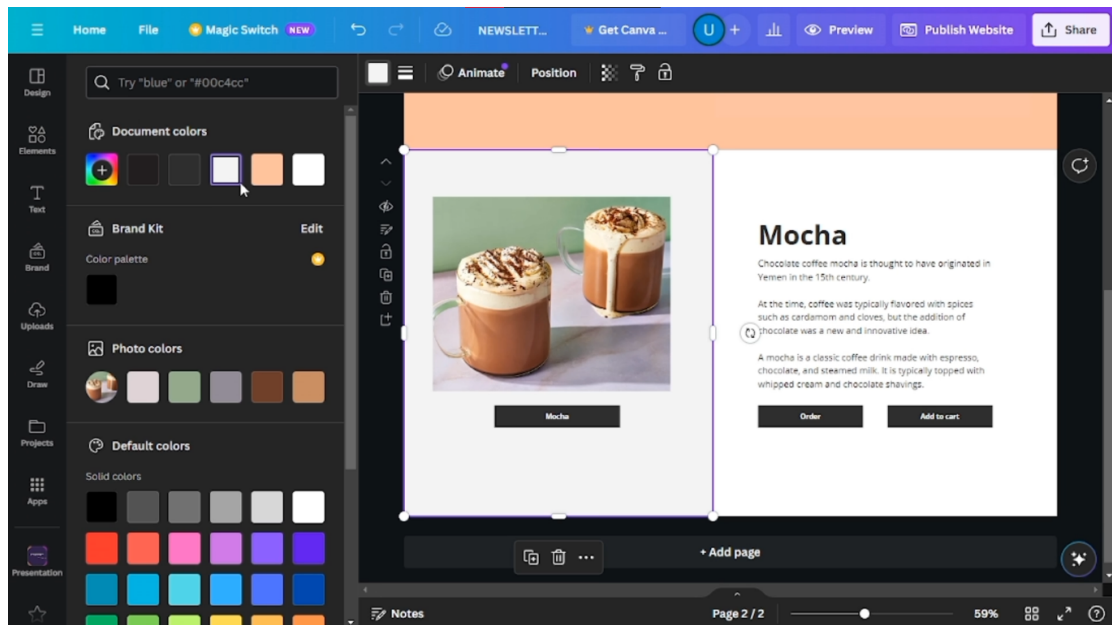 Home File Magic Switch NEW NEWSLETT... Get Canva ... U + Preview Publish Website Share
Design
Elements
Text
Brand
Uploads
Draw
Projects
Apps
Presentation
Try "blue" or "#00c4cc"
Document colors
Brand Kit Edit
Color palette
Photo colors
Default colors
Solid colors
Animate Position
Mocha
Mocha
Chocolate coffee mocha is thought to have originated in
Yemen in the 15th century.
At the time, coffee was typically flavored with spices
such as cardamom and cloves, but the addition of
chocolate was a new and innovative idea.
A mocha is a classic coffee drink made with espresso,
chocolate, and steamed milk. It is typically topped with
whipped cream and chocolate shavings.
Order Add to cart
+ Add page
Notes Page 2 / 2 59%